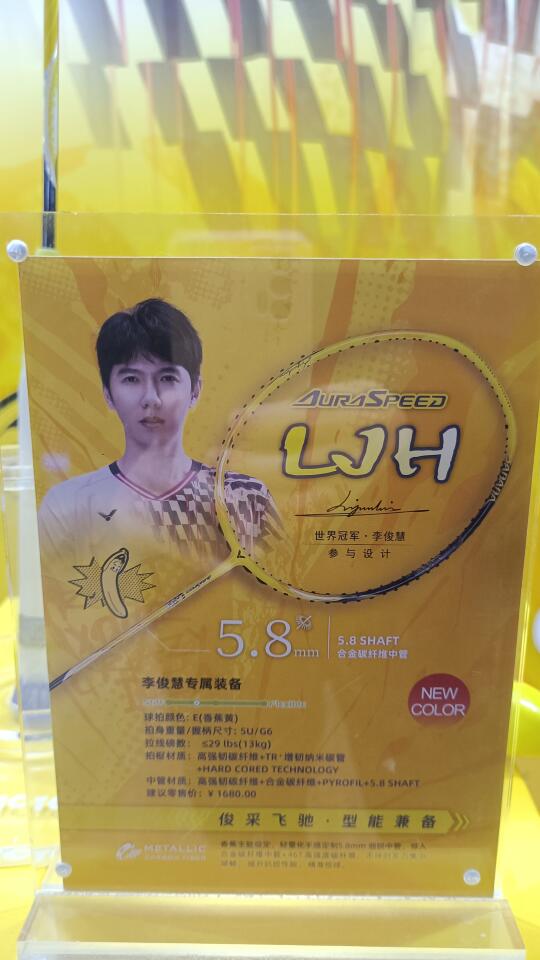 AURASPEED
LJH
世界冠军·李俊慧
参与设计
5.8mm
5.8 SHAFT
合金碳纤维中管
李俊慧专属装备
Stiff
Flexible
NEW
COLOR
球拍颜色: E(香蕉黄)
拍身重量/握柄尺寸: 5U/G6
拉线磅数: ≤29 lbs(13kg)
拍框材质: 高强韧碳纤维+TR+增韧纳米碳管
+HARD CORED TECHNOLOGY
中管材质: 高强韧碳纤维+合金碳纤维+PYROFIL+5.8 SHAFT
建议零售价: ¥ 1680.00
俊采飞驰·型能兼备
METALLIC
CARBON FIBER